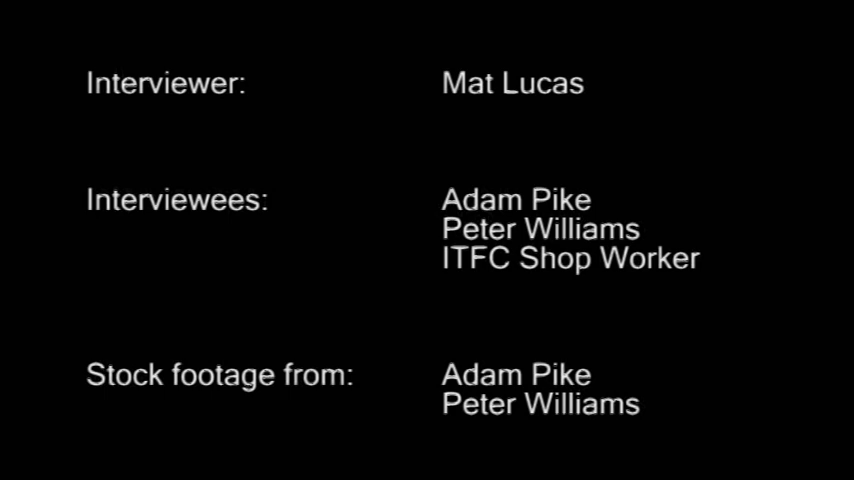 Interviewer: Mat Lucas
Interviewees: Adam Pike
Peter Williams
ITFC Shop Worker
Stock footage from: Adam Pike
Peter Williams